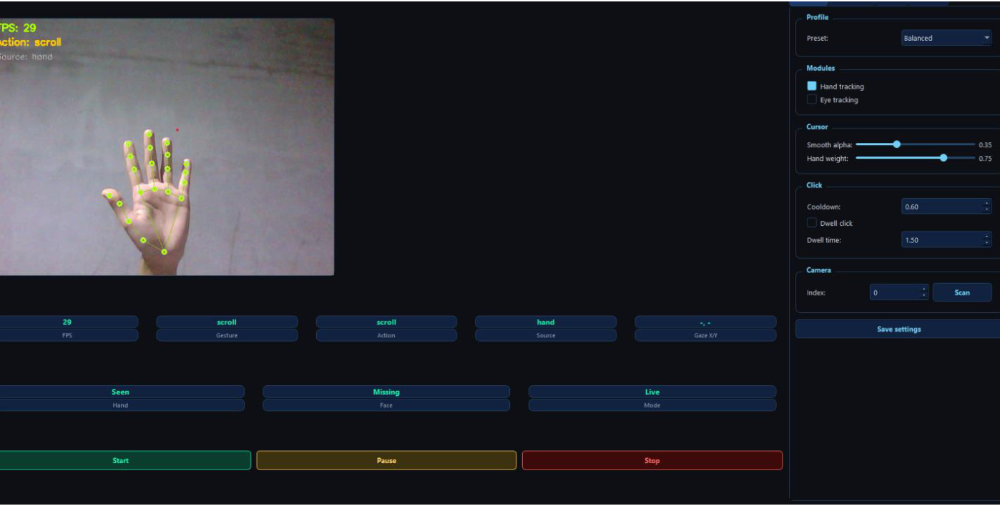 FPS: 29
Action: scroll
Source: hand
Profile
Preset: Balanced
Modules
Hand tracking
Eye tracking
Cursor
Smooth alpha: 0.35
Hand weight: 0.75
Click
Cooldown: 0.60
Dwell click
Dwell time: 1.50
Camera
Index: 0 Scan
Save settings
29 scroll scroll hand -, -
FPS Gesture Action Source Gaze X/Y
Seen Missing Live
Hand Face Mode
Start Pause Stop